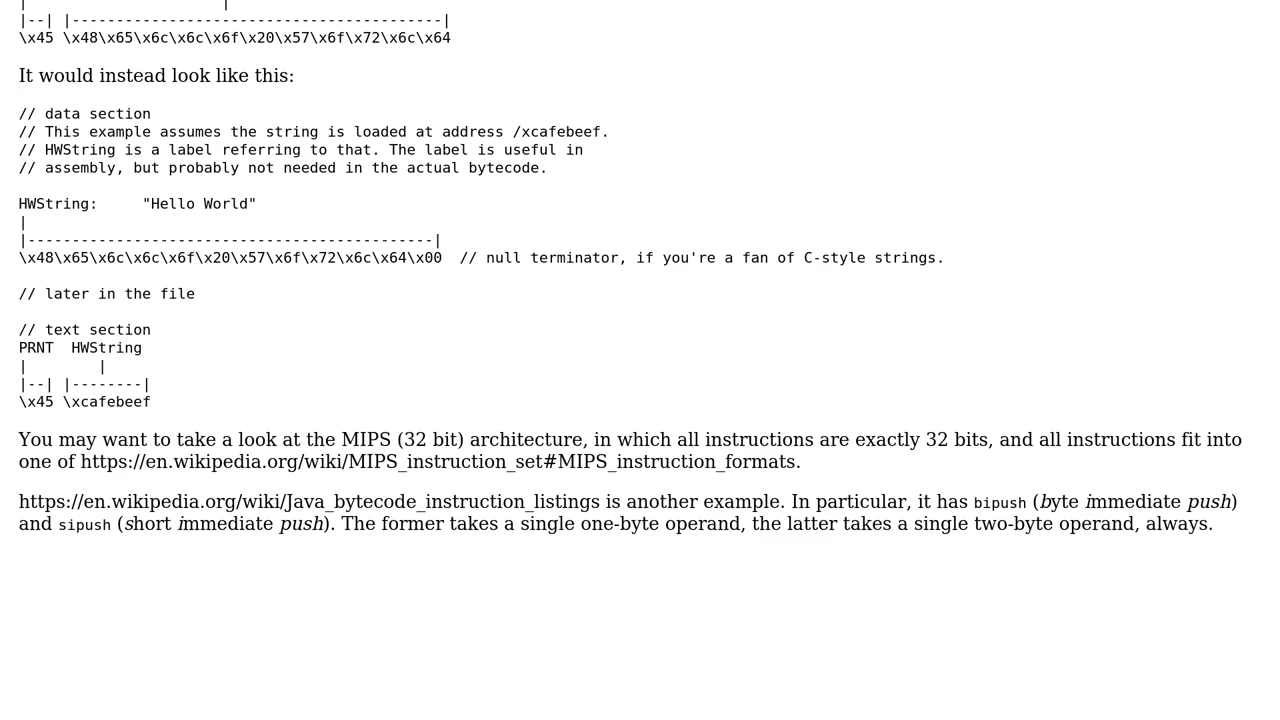 |                      |
|--| |------------------------------------------|
\x45 \x48\x65\x6c\x6c\x6f\x20\x57\x6f\x72\x6c\x64
It would instead look like this:
// data section
// This example assumes the string is loaded at address /xcafebeef.
// HWString is a label referring to that. The label is useful in
// assembly, but probably not needed in the actual bytecode.
HWString:     "Hello World"
|
|----------------------------------------------|
\x48\x65\x6c\x6c\x6f\x20\x57\x6f\x72\x6c\x64\x00  // null terminator, if you're a fan of C-style strings.
// later in the file
// text section
PRNT  HWString
|        |
|--| |--------|
\x45 \xcafebeef
You may want to take a look at the MIPS (32 bit) architecture, in which all instructions are exactly 32 bits, and all instructions fit into
one of https://en.wikipedia.org/wiki/MIPS_instruction_set#MIPS_instruction_formats.
https://en.wikipedia.org/wiki/Java_bytecode_instruction_listings is another example. In particular, it has bipush (byte immediate push)
and sipush (short immediate push). The former takes a single one-byte operand, the latter takes a single two-byte operand, always.